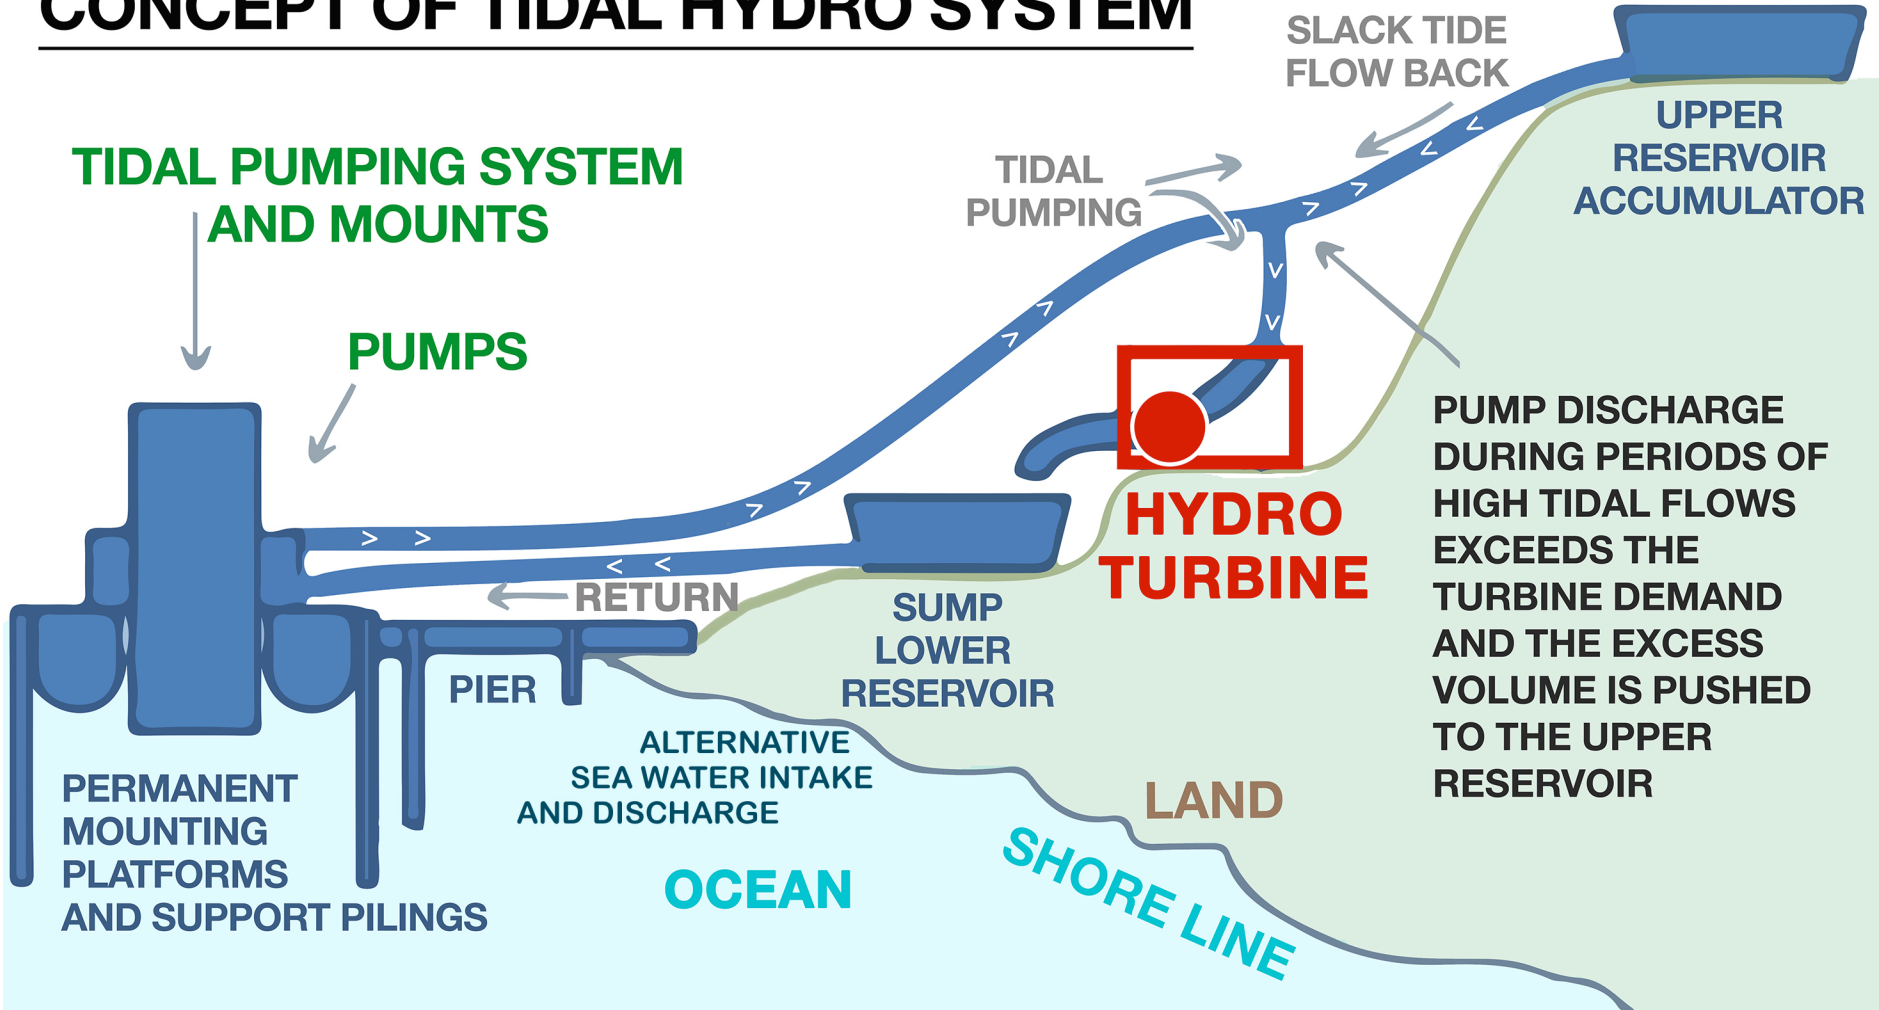 CONCEPT OF TIDAL HYDRO SYSTEM
SLACK TIDE
FLOW BACK
UPPER
RESERVOIR
ACCUMULATOR
TIDAL PUMPING SYSTEM
AND MOUNTS
TIDAL
PUMPING
PUMPS
PUMP DISCHARGE
DURING PERIODS OF
HIGH TIDAL FLOWS
EXCEEDS THE
TURBINE DEMAND
AND THE EXCESS
VOLUME IS PUSHED
TO THE UPPER
RESERVOIR
HYDRO
TURBINE
RETURN
SUMP
LOWER
RESERVOIR
PIER
ALTERNATIVE
SEA WATER INTAKE
AND DISCHARGE
PERMANENT
MOUNTING
PLATFORMS
AND SUPPORT PILINGS
OCEAN
LAND
SHORE LINE